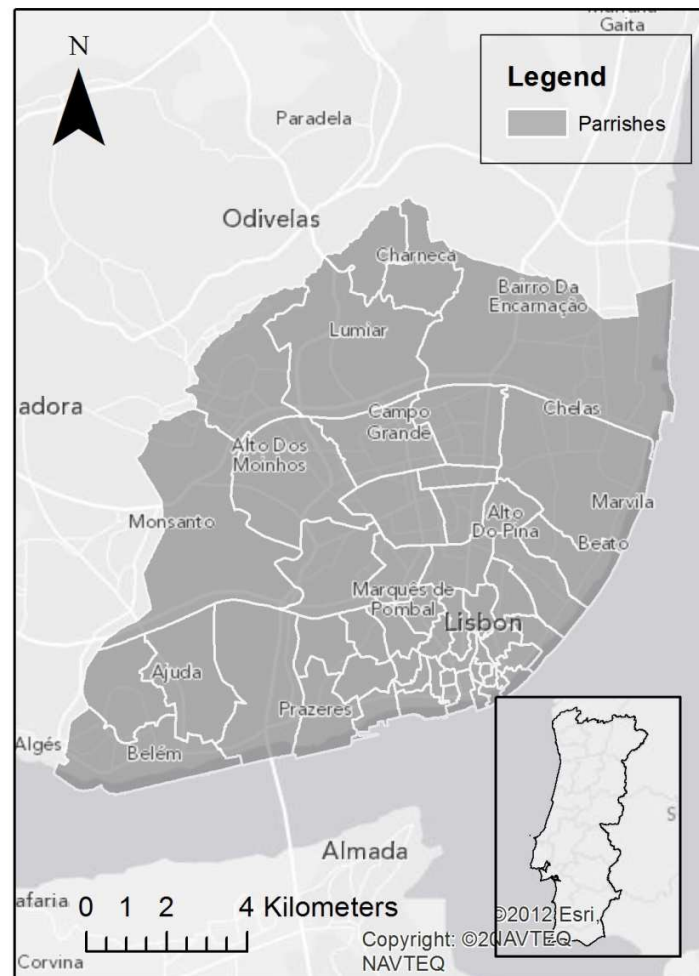 Gaita
N
Legend
Parrishes
Paradela
Odivelas
Charneca
Bairro Da
Encarnação
Lumiar
adora
Campo
Grande
Chelas
Alto Dos
Moinhos
Monsanto
Marvila
Alto
Do-Pina
Beato
Marquês de
Pombal
Lisbon
Ajuda
Prazeres
Algés
Belém
S
Almada
afaria
0 1 2 4 Kilometers
©2012 Esri,
Copyright: ©20NAVTEQ
NAVTEQ
Corvina